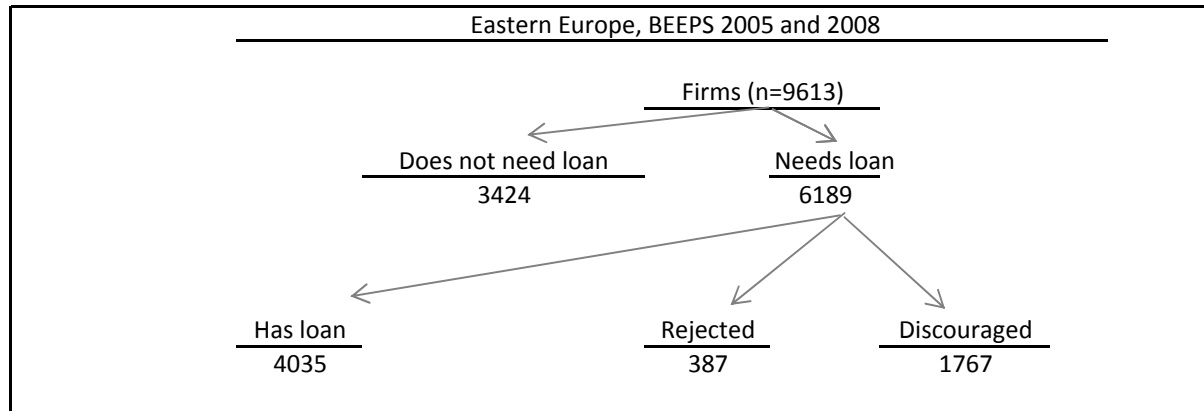 Eastern Europe, BEEPS 2005 and 2008
Firms (n=9613)
Does not need loan Needs loan
3424 6189
Has loan Rejected Discouraged
4035 387 1767